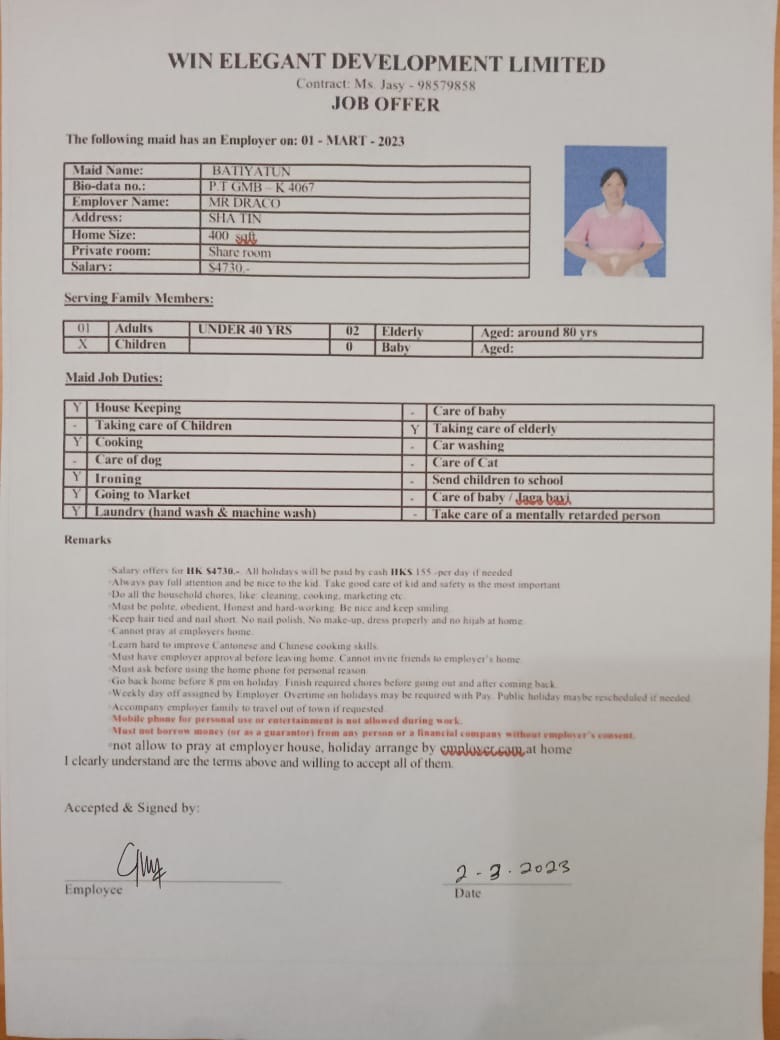 WIN ELEGANT DEVELOPMENT LIMITED
Contract: Ms. Jasy - 98579858
JOB OFFER
The following maid has an Employer on: 01 - MART - 2023
Maid Name: BATIYATUN
Bio-data no.: P.T GMB – K 4067
Employer Name: MR DRACO
Address: SHA TIN
Home Size: 400 sqft
Private room: Share room
Salary: $4730.-
Serving Family Members:
01 Adults UNDER 40 YRS 02 Elderly Aged: around 80 yrs
X Children 0 Baby Aged:
Maid Job Duties:
Y House Keeping - Care of baby
- Taking care of Children Y Taking care of elderly
Y Cooking - Car washing
- Care of dog - Care of Cat
Y Ironing - Send children to school
Y Going to Market - Care of baby / Jaga bayi
Y Laundry (hand wash & machine wash) - Take care of a mentally retarded person
Remarks
*Salary offers for HK $4730.- All holidays will be paid by cash HK$ 155 -per day if needed
*Always pay full attention and be nice to the kid. Take good care of kid and safety is the most important
*Do all the household chores, like: cleaning, cooking, marketing etc.
*Must be polite, obedient, Honest and hard-working. Be nice and keep smiling.
*Keep hair tied and nail short. No nail polish, No make-up, dress properly and no hijab at home.
*Cannot pray at employers home.
*Learn hard to improve Cantonese and Chinese cooking skills.
*Must have employer approval before leaving home. Cannot invite friends to employer's home.
*Must ask before using the home phone for personal reason.
*Go back home before 8 pm on holiday. Finish required chores before going out and after coming back.
*Weekly day off assigned by Employer. Overtime on holidays may be required with Pay. Public holiday maybe rescheduled if needed.
*Accompany employer family to travel out of town if requested.
*Mobile phone for personal use or entertainment is not allowed during work.
*Must not borrow money (or as a guarantor) from any person or a financial company without employer's consent.
*not allow to pray at employer house, holiday arrange by employer.cam at home
I clearly understand are the terms above and willing to accept all of them.
Accepted & Signed by:
2-3.2023
Employee Date